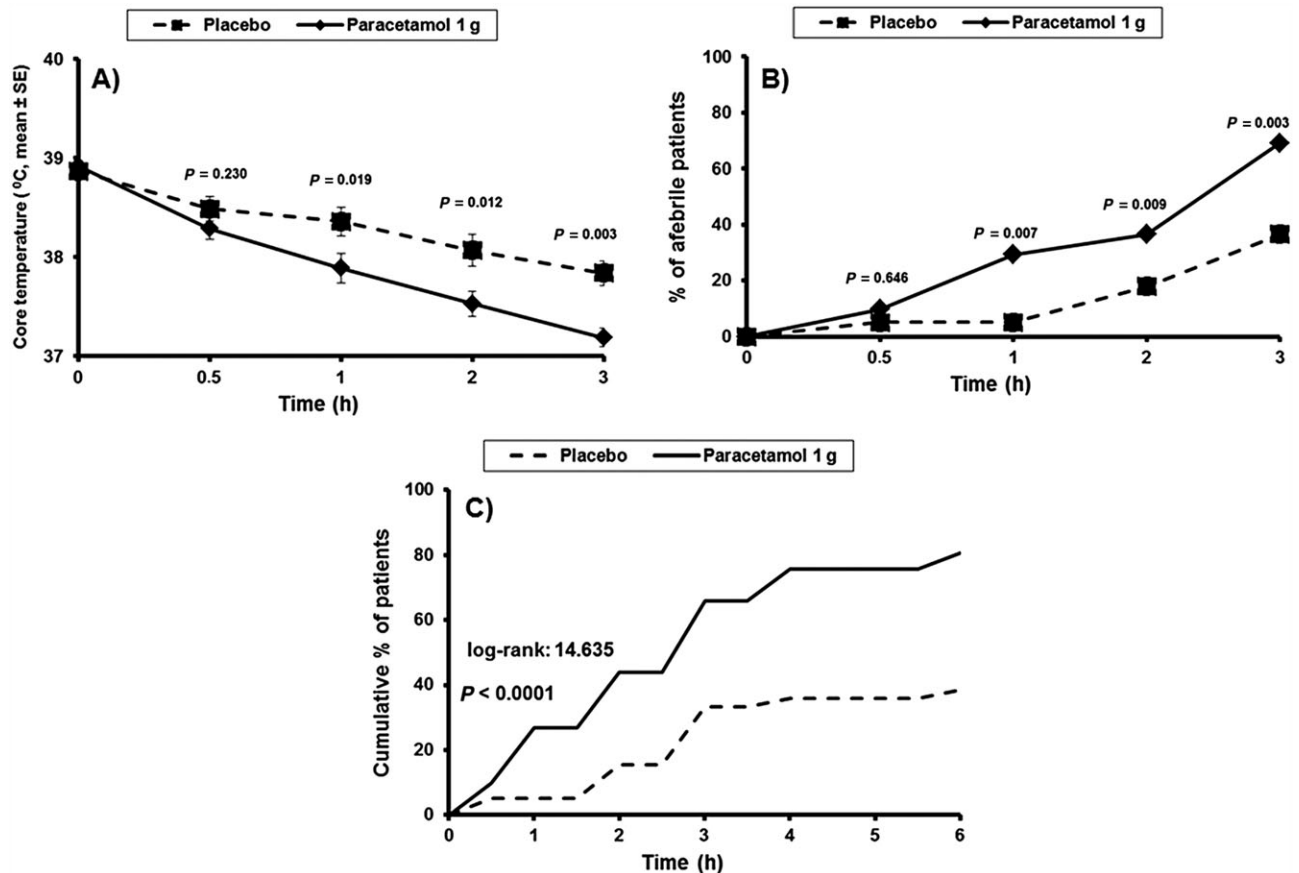 Placebo Paracetamol 1 g
A)
Core temperature ( ⁰C, mean ± SE)
40
39
38
37
P = 0.230
P = 0.019
P = 0.012
P = 0.003
0 0.5 1 2 3
Time (h)
Placebo Paracetamol 1 g
B)
% of afebrile patients
100
80
60
40
20
0
P = 0.646
P = 0.007
P = 0.009
P = 0.003
0 0.5 1 2 3
Time (h)
Placebo Paracetamol 1 g
C)
Cumulative % of patients
100
80
60
40
20
0
log-rank: 14.635
P < 0.0001
0 1 2 3 4 5 6
Time (h)